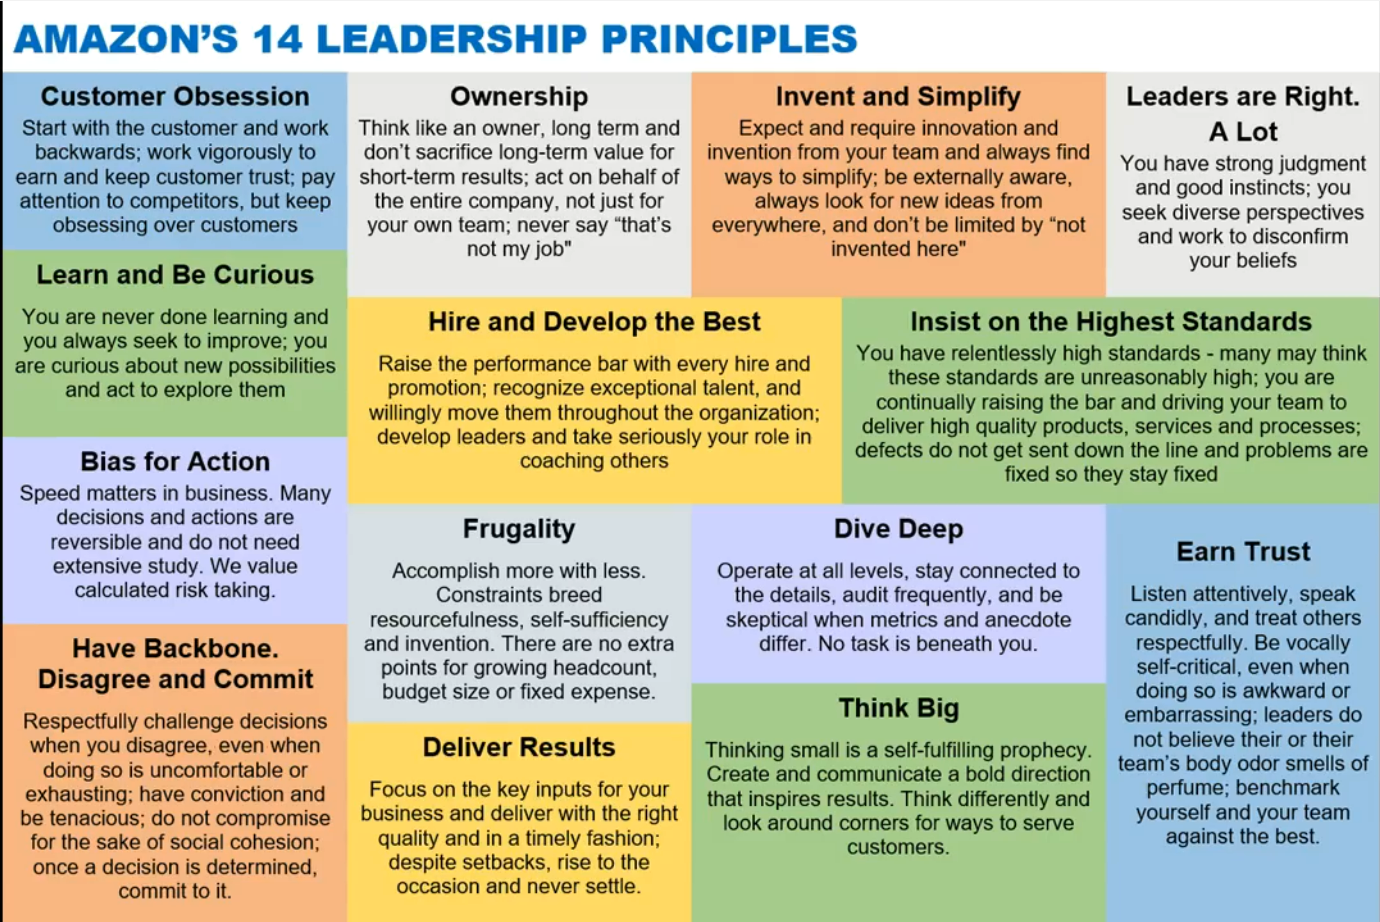 AMAZON'S 14 LEADERSHIP PRINCIPLES
Customer Obsession
Start with the customer and work
backwards; work vigorously to
earn and keep customer trust; pay
attention to competitors, but keep
obsessing over customers
Ownership
Think like an owner, long term and
don't sacrifice long-term value for
short-term results; act on behalf of
the entire company, not just for
your own team; never say “that's
not my job"
Invent and Simplify
Expect and require innovation and
invention from your team and always find
ways to simplify; be externally aware,
always look for new ideas from
everywhere, and don't be limited by “not
invented here"
Leaders are Right.
A Lot
You have strong judgment
and good instincts; you
seek diverse perspectives
and work to disconfirm
your beliefs
Learn and Be Curious
You are never done learning and
you always seek to improve; you
are curious about new possibilities
and act to explore them
Hire and Develop the Best
Raise the performance bar with every hire and
promotion; recognize exceptional talent, and
willingly move them throughout the organization;
develop leaders and take seriously your role in
coaching others
Insist on the Highest Standards
You have relentlessly high standards - many may think
these standards are unreasonably high; you are
continually raising the bar and driving your team to
deliver high quality products, services and processes;
defects do not get sent down the line and problems are
fixed so they stay fixed
Bias for Action
Speed matters in business. Many
decisions and actions are
reversible and do not need
extensive study. We value
calculated risk taking.
Frugality
Accomplish more with less.
Constraints breed
resourcefulness, self-sufficiency
and invention. There are no extra
points for growing headcount,
budget size or fixed expense.
Dive Deep
Operate at all levels, stay connected to
the details, audit frequently, and be
skeptical when metrics and anecdote
differ. No task is beneath you.
Earn Trust
Listen attentively, speak
candidly, and treat others
respectfully. Be vocally
self-critical, even when
doing so is awkward or
embarrassing; leaders do
not believe their or their
team's body odor smells of
perfume; benchmark
yourself and your team
against the best.
Have Backbone.
Disagree and Commit
Respectfully challenge decisions
when you disagree, even when
doing so is uncomfortable or
exhausting; have conviction and
be tenacious; do not compromise
for the sake of social cohesion;
once a decision is determined,
commit to it.
Deliver Results
Focus on the key inputs for your
business and deliver with the right
quality and in a timely fashion;
despite setbacks, rise to the
occasion and never settle.
Think Big
Thinking small is a self-fulfilling prophecy.
Create and communicate a bold direction
that inspires results. Think differently and
look around corners for ways to serve
customers.